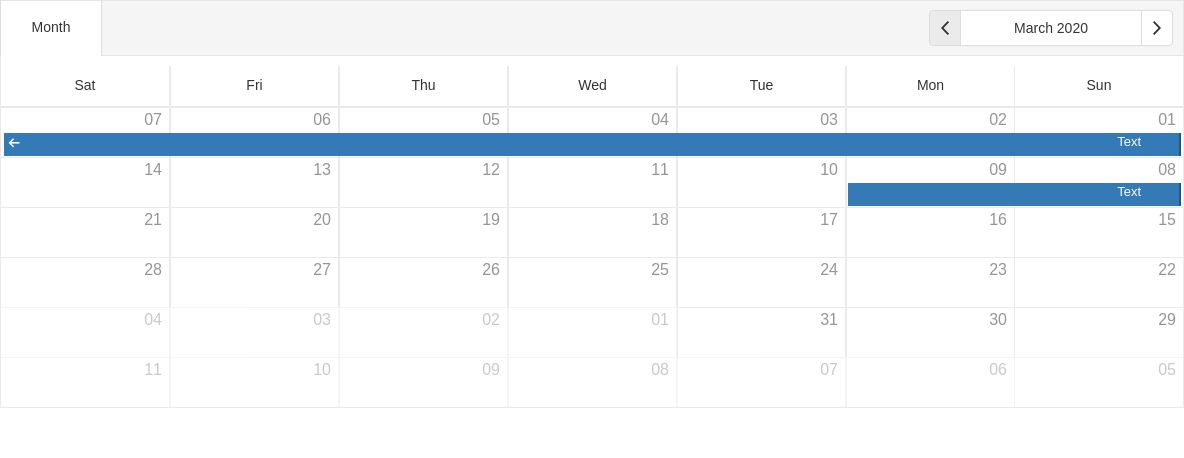 Month
March 2020
Sat Fri Thu Wed Tue Mon Sun
07 06 05 04 03 02 01
Text
14 13 12 11 10 09 08
Text
21 20 19 18 17 16 15
28 27 26 25 24 23 22
04 03 02 01 31 30 29
11 10 09 08 07 06 05